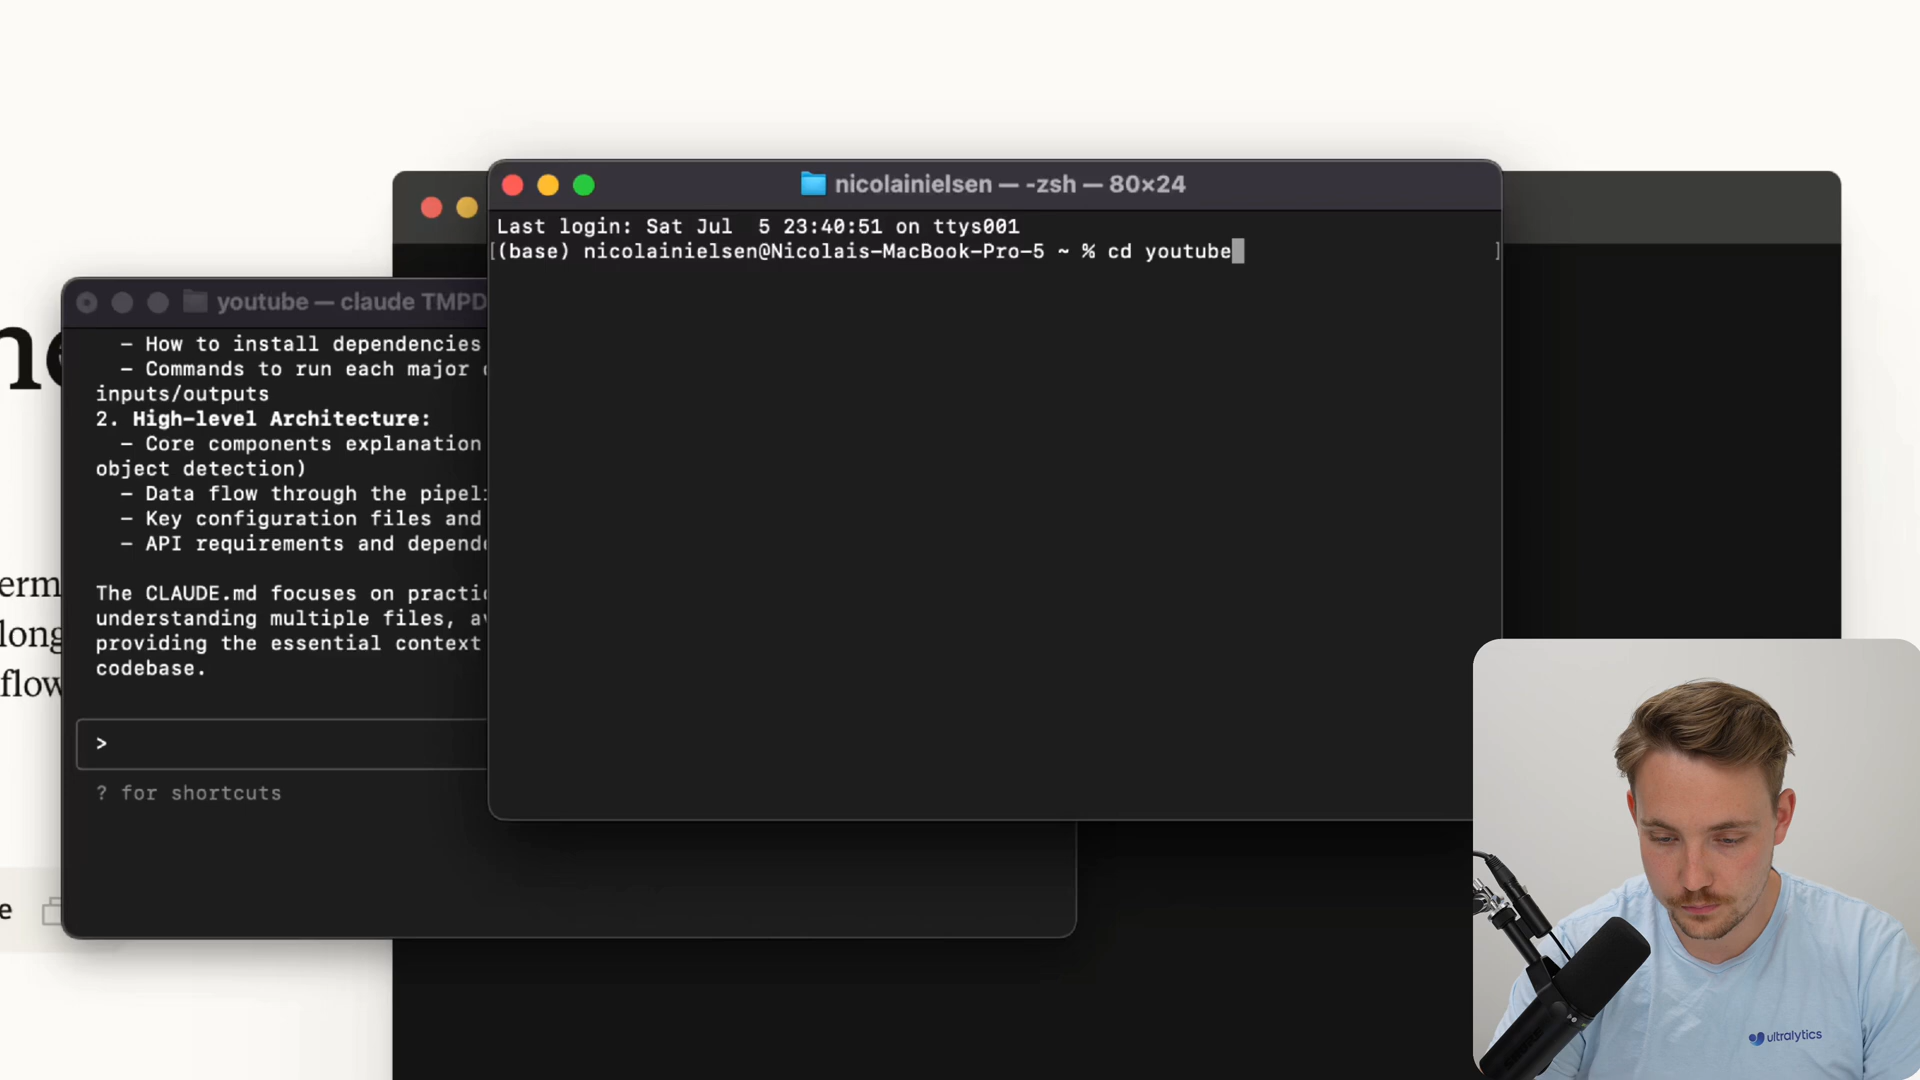 nicolainielsen — -zsh — 80×24
Last login: Sat Jul  5 23:40:51 on ttys001
[(base) nicolainielsen@Nicolais-MacBook-Pro-5 ~ % cd youtube ]
youtube — claude TMPD
– How to install dependencies
– Commands to run each major
inputs/outputs
2. High-level Architecture:
– Core components explanation
object detection)
– Data flow through the
– Key configuration files and
– API requirements and
The CLAUDE.md focuses on
understanding multiple files,
providing the essential context
codebase.
>
? for shortcuts
ultralytics